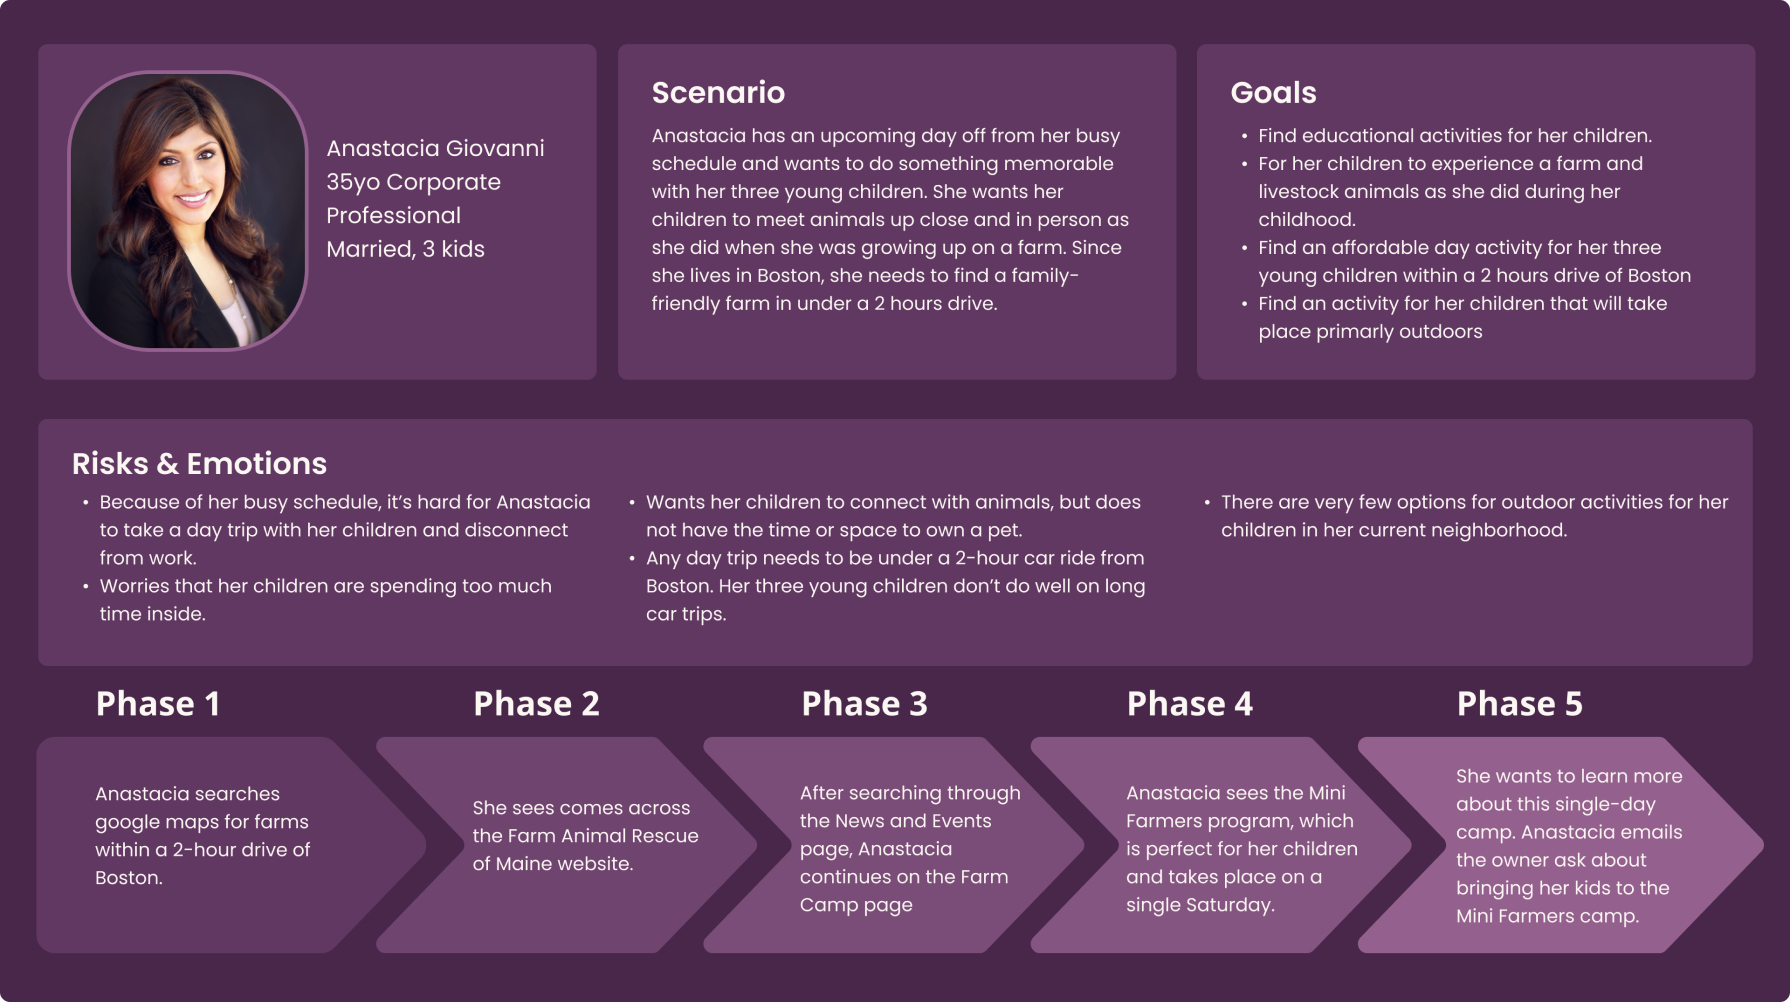 Anastacia Giovanni
35yo Corporate
Professional
Married, 3 kids
Scenario
Anastacia has an upcoming day off from her busy
schedule and wants to do something memorable
with her three young children. She wants her
children to meet animals up close and in person as
she did when she was growing up on a farm. Since
she lives in Boston, she needs to find a family-
friendly farm in under a 2 hours drive.
Goals
• Find educational activities for her children.
• For her children to experience a farm and
livestock animals as she did during her
childhood.
• Find an affordable day activity for her three
young children within a 2 hours drive of Boston
• Find an activity for her children that will take
place primarly outdoors
Risks & Emotions
• Because of her busy schedule, it’s hard for Anastacia
to take a day trip with her children and disconnect
from work.
• Worries that her children are spending too much
time inside.
• Wants her children to connect with animals, but does
not have the time or space to own a pet.
• Any day trip needs to be under a 2-hour car ride from
Boston. Her three young children don’t do well on long
car trips.
• There are very few options for outdoor activities for her
children in her current neighborhood.
Phase 1
Anastacia searches
google maps for farms
within a 2-hour drive of
Boston.
Phase 2
She sees comes across
the Farm Animal Rescue
of Maine website.
Phase 3
After searching through
the News and Events
page, Anastacia
continues on the Farm
Camp page
Phase 4
Anastacia sees the Mini
Farmers program, which
is perfect for her children
and takes place on a
single Saturday.
Phase 5
She wants to learn more
about this single-day
camp. Anastacia emails
the owner ask about
bringing her kids to the
Mini Farmers camp.